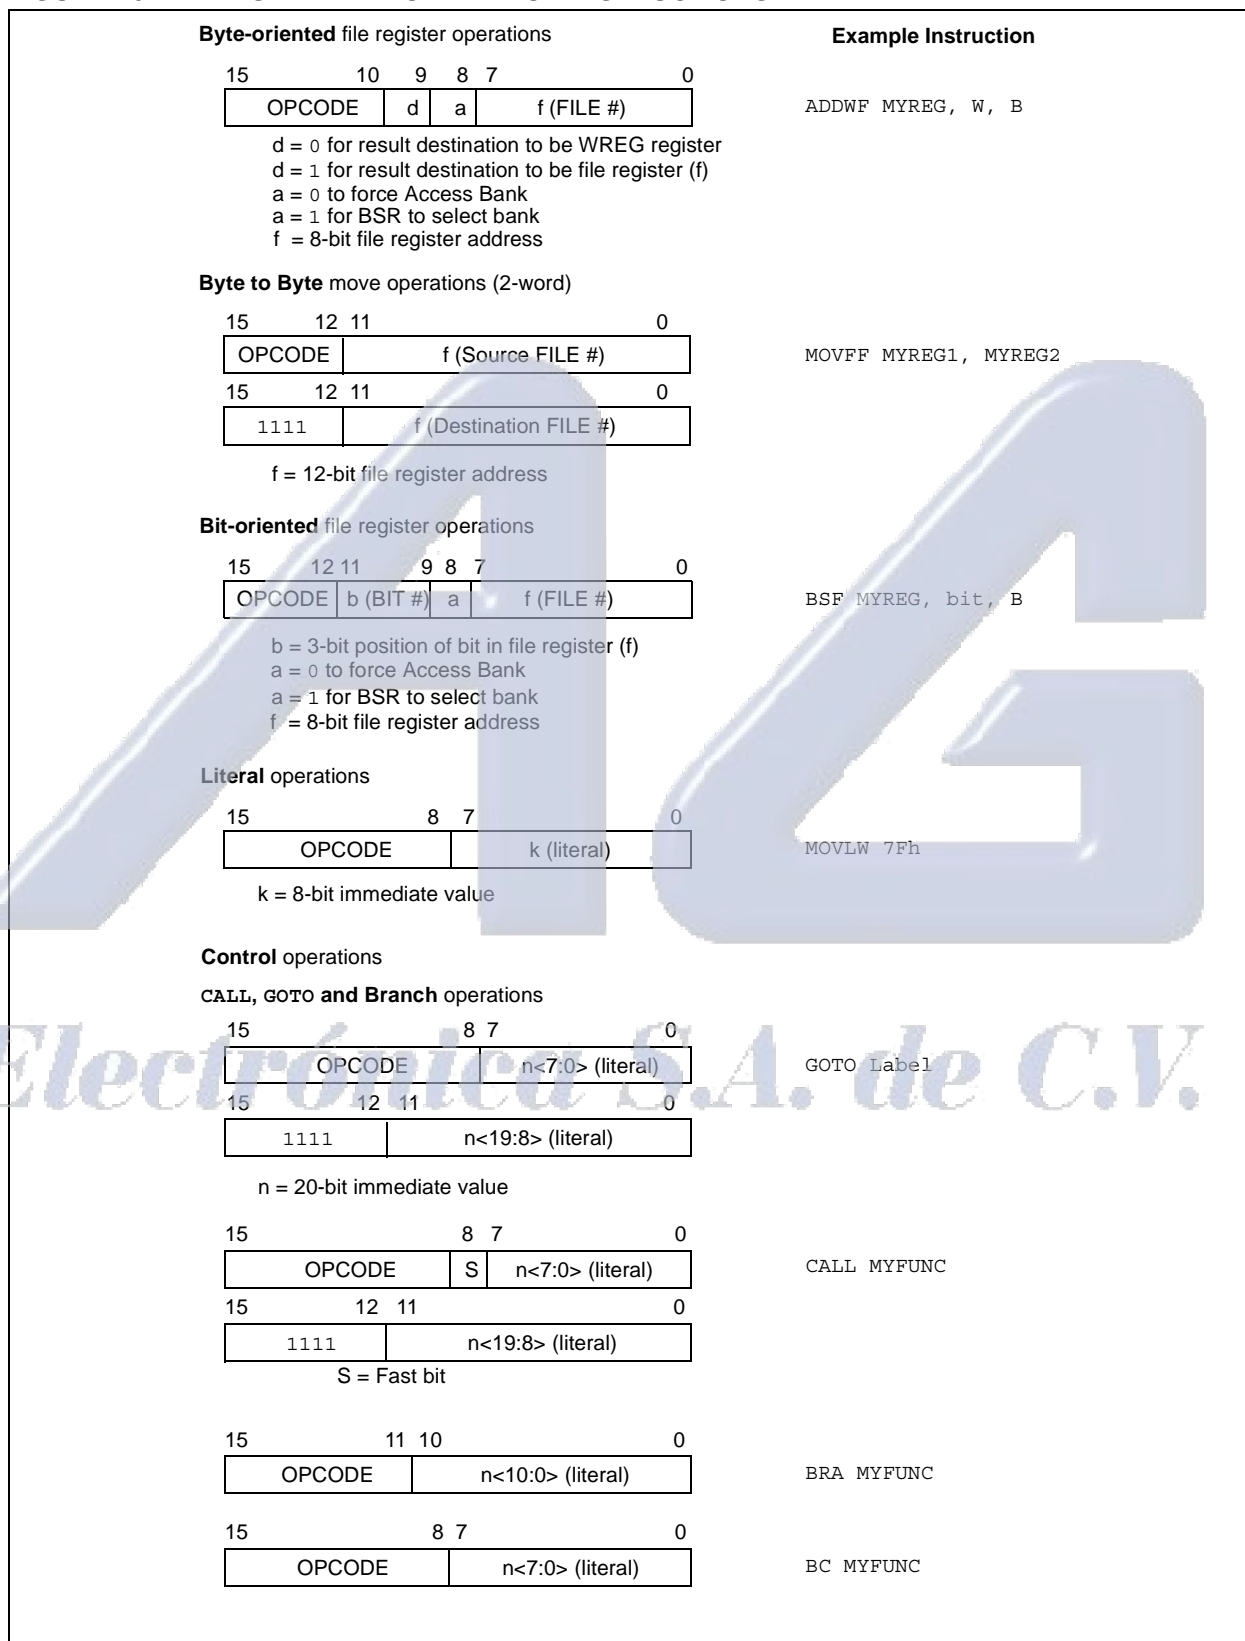 Byte-oriented file register operations
Example Instruction
15 10 9 8 7 0
OPCODE d a f (FILE #)
ADDWF MYREG, W, B
d = 0 for result destination to be WREG register
d = 1 for result destination to be file register (f)
a = 0 to force Access Bank
a = 1 for BSR to select bank
f = 8-bit file register address
Byte to Byte move operations (2-word)
15 12 11 0
OPCODE f (Source FILE #)
MOVFF MYREG1, MYREG2
15 12 11 0
1111 f (Destination FILE #)
f = 12-bit file register address
Bit-oriented file register operations
15 12 11 9 8 7 0
OPCODE b (BIT #) a f (FILE #)
BSF MYREG, bit, B
b = 3-bit position of bit in file register (f)
a = 0 to force Access Bank
a = 1 for BSR to select bank
f = 8-bit file register address
Literal operations
15 8 7 0
OPCODE k (literal)
MOVLW 7Fh
k = 8-bit immediate value
Control operations
CALL, GOTO and Branch operations
15 8 7 0
OPCODE n<7:0> (literal)
GOTO Label
15 12 11 0
1111 n<19:8> (literal)
n = 20-bit immediate value
15 8 7 0
OPCODE S n<7:0> (literal)
CALL MYFUNC
15 12 11 0
1111 n<19:8> (literal)
S = Fast bit
15 11 10 0
OPCODE n<10:0> (literal)
BRA MYFUNC
15 8 7 0
OPCODE n<7:0> (literal)
BC MYFUNC
AG
Electrónica S.A. de C.V.